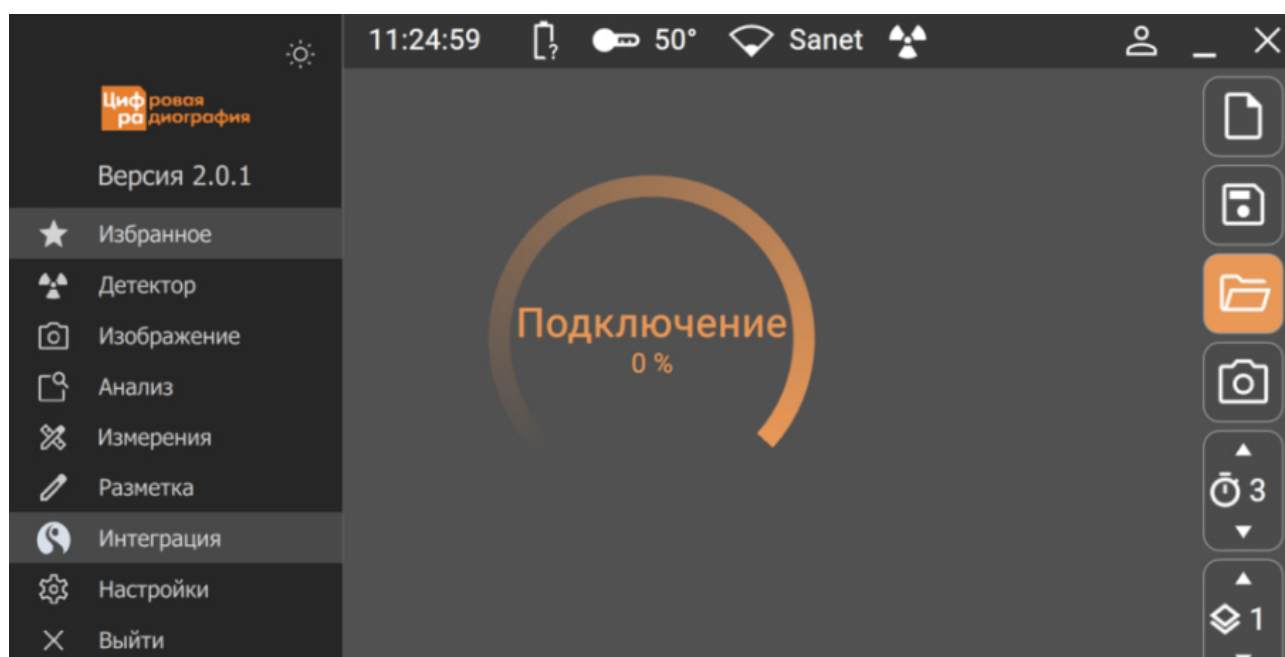 11:24:59 ? 50° Sanet
Цифровая
радиография
Версия 2.0.1
Избранное
Детектор
Изображение
Анализ
Измерения
Разметка
Интеграция
Настройки
Выйти
Подключение
0 %
3
1